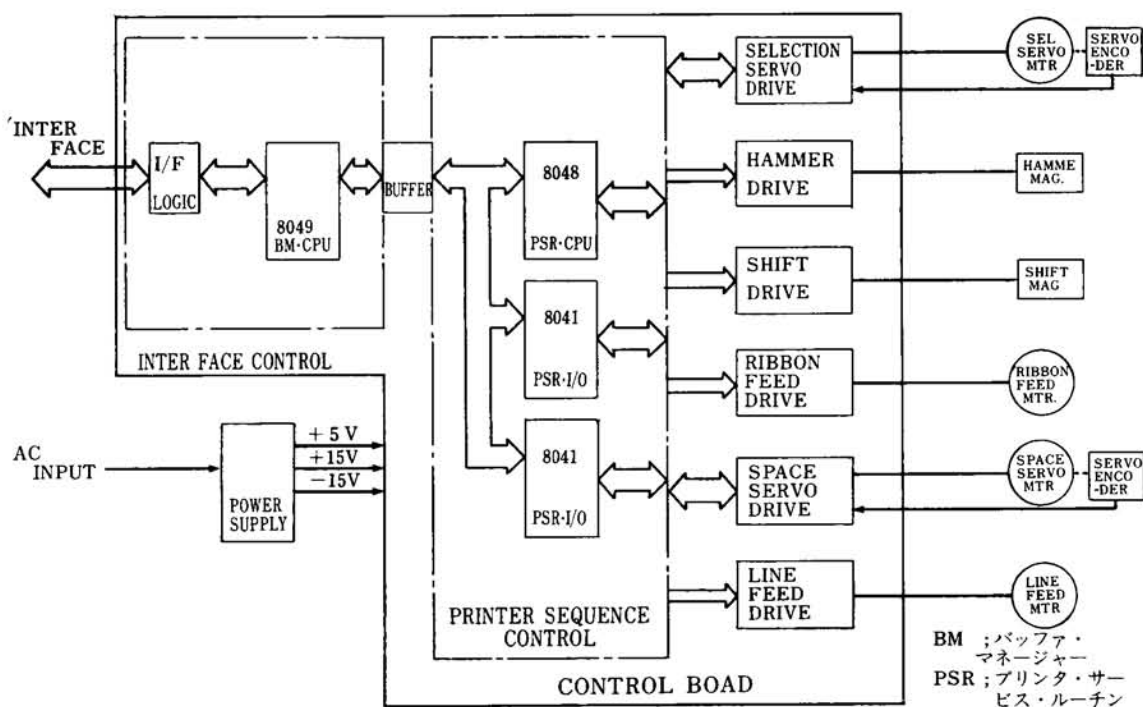 INTER
FACE
I/F
LOGIC
8049
BM·CPU
BUFFER
INTER FACE CONTROL
8048
PSR·CPU
8041
PSR·I/O
8041
PSR·I/O
PRINTER SEQUENCE
CONTROL
SELECTION
SERVO
DRIVE
HAMMER
DRIVE
SHIFT
DRIVE
RIBBON
FEED
DRIVE
SPACE
SERVO
DRIVE
LINE
FEED
DRIVE
SEL
SERVO
MTR
SERVO
ENCO
-DER
HAMME
MAG.
SHIFT
MAG
RIBBON
FEED
MTR.
SPACE
SERVO
MTR
SERVO
ENCO
-DER
LINE
FEED
MTR
AC
INPUT
POWER
SUPPLY
+5V
+15V
−15V
CONTROL BOAD
BM ;バッファ・
マネージャー
PSR ;プリンタ・サー
ビス・ルーチン